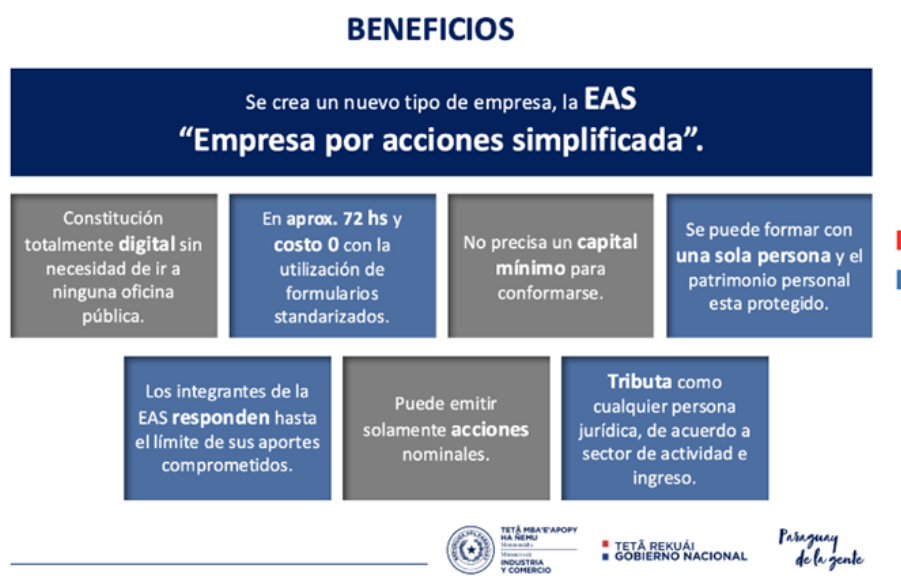 BENEFICIOS
Se crea un nuevo tipo de empresa, la EAS
“Empresa por acciones simplificada”.
Constitución
totalmente digital sin
necesidad de ir a
ninguna oficina
pública.
En aprox. 72 hs y
costo 0 con la
utilización de
formularios
standarizados.
No precisa un capital
mínimo para
conformarse.
Se puede formar con
una sola persona y el
patrimonio personal
esta protegido.
Los integrantes de la
EAS responden hasta
el límite de sus aportes
comprometidos.
Puede emitir
solamente acciones
nominales.
Tributa como
cualquier persona
jurídica, de acuerdo a
sector de actividad e
ingreso.
TETÃ MBA'E'APOPY
HA ÑEMU
INDUSTRIA
Y COMERCIO
TETÃ REKUÁI
GOBIERNO NACIONAL
Paraguay
de la gente